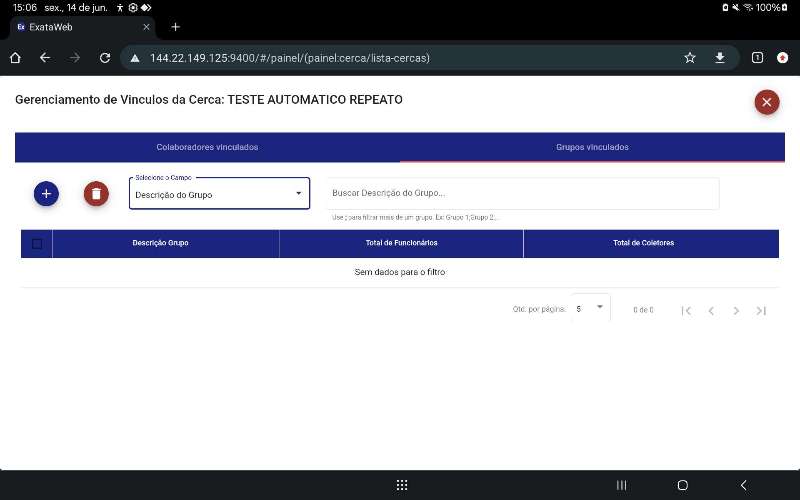 15:06 sex., 14 de jun. 100%
ExataWeb
144.22.149.125:9400/#/painel/(painel:cerca/lista-cercas)
1
Gerenciamento de Vinculos da Cerca: TESTE AUTOMATICO REPEATO
Colaboradores vinculados
Grupos vinculados
Selecione o Campo
Descrição do Grupo
Buscar Descrição do Grupo...
Use ; para filtrar mais de um grupo. Ex: Grupo 1;Grupo 2...
Descrição Grupo
Total de Funcionários
Total de Coletores
Sem dados para o filtro
Qtd. por página:
5
0 de 0